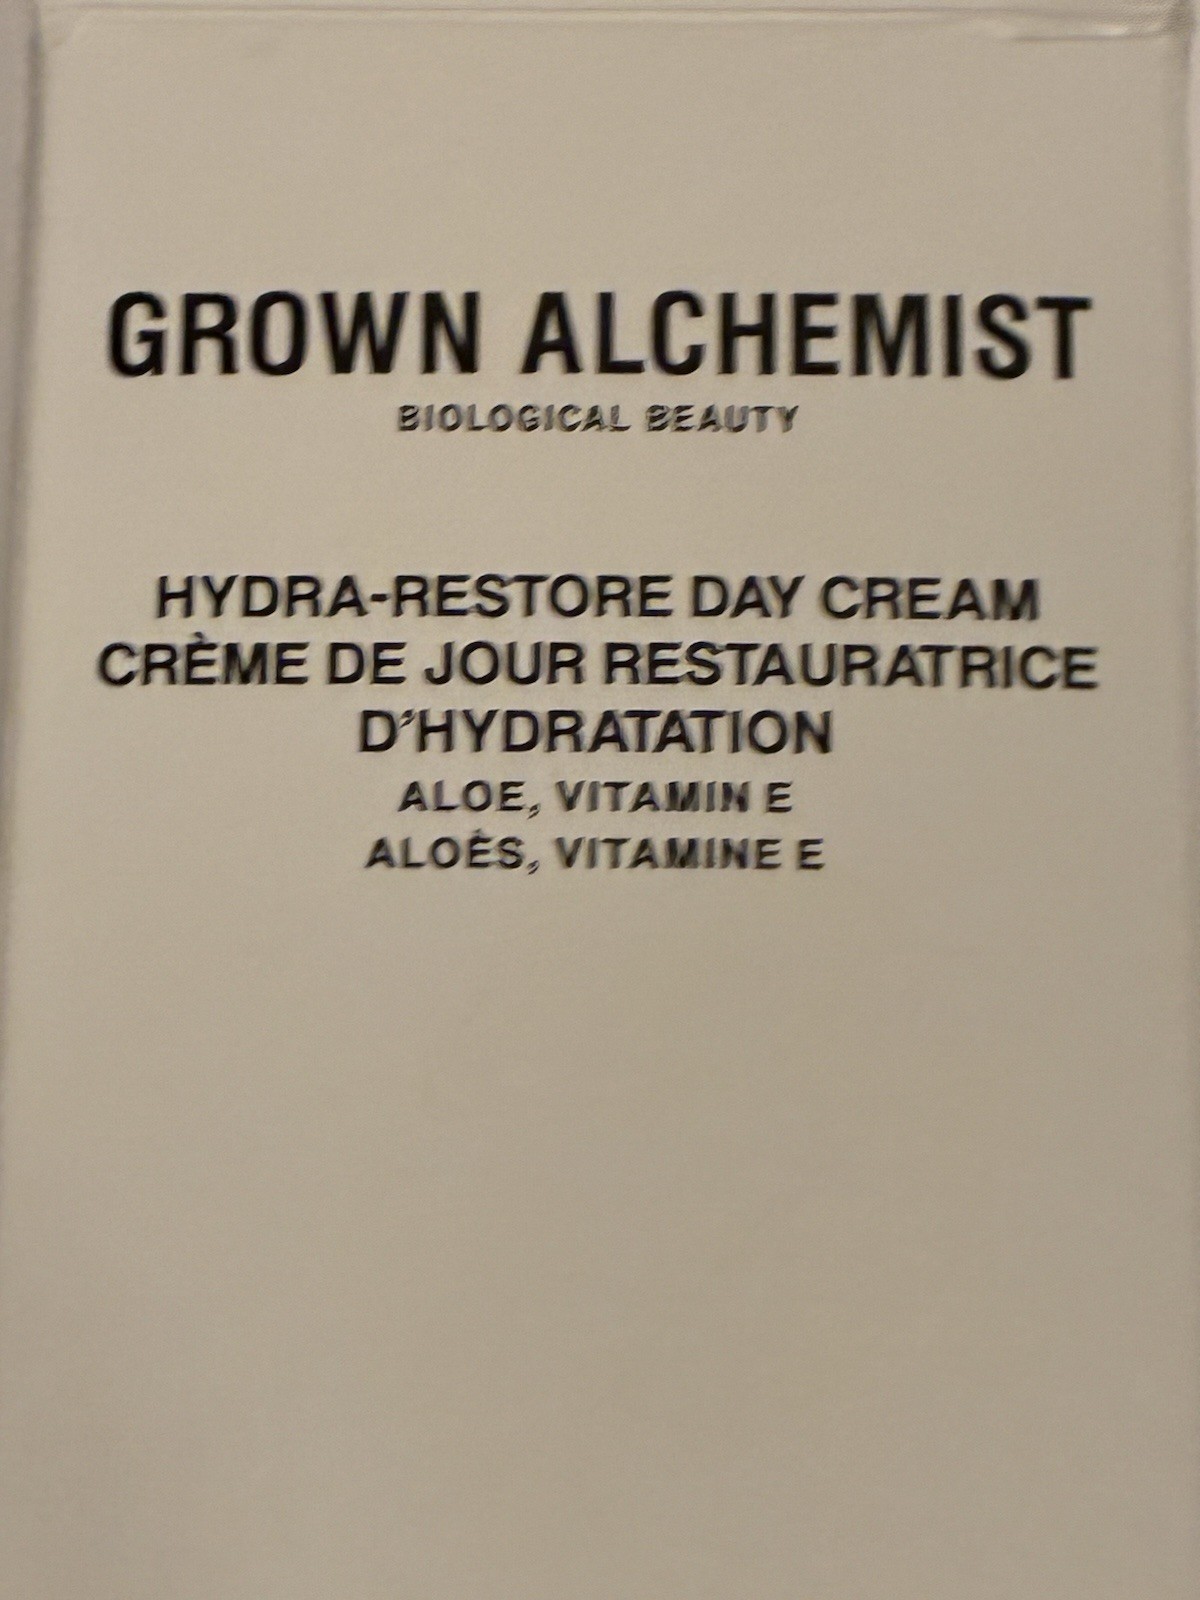 GROWN ALCHEMIST
BIOLOGICAL BEAUTY
HYDRA-RESTORE DAY CREAM
CRÈME DE JOUR RESTAURATRICE
D'HYDRATATION
ALOE, VITAMIN E
ALOÈS, VITAMINE E